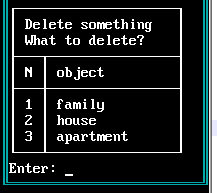 Delete something
What to delete?
N object
1 family
2 house
3 apartment
Enter: _